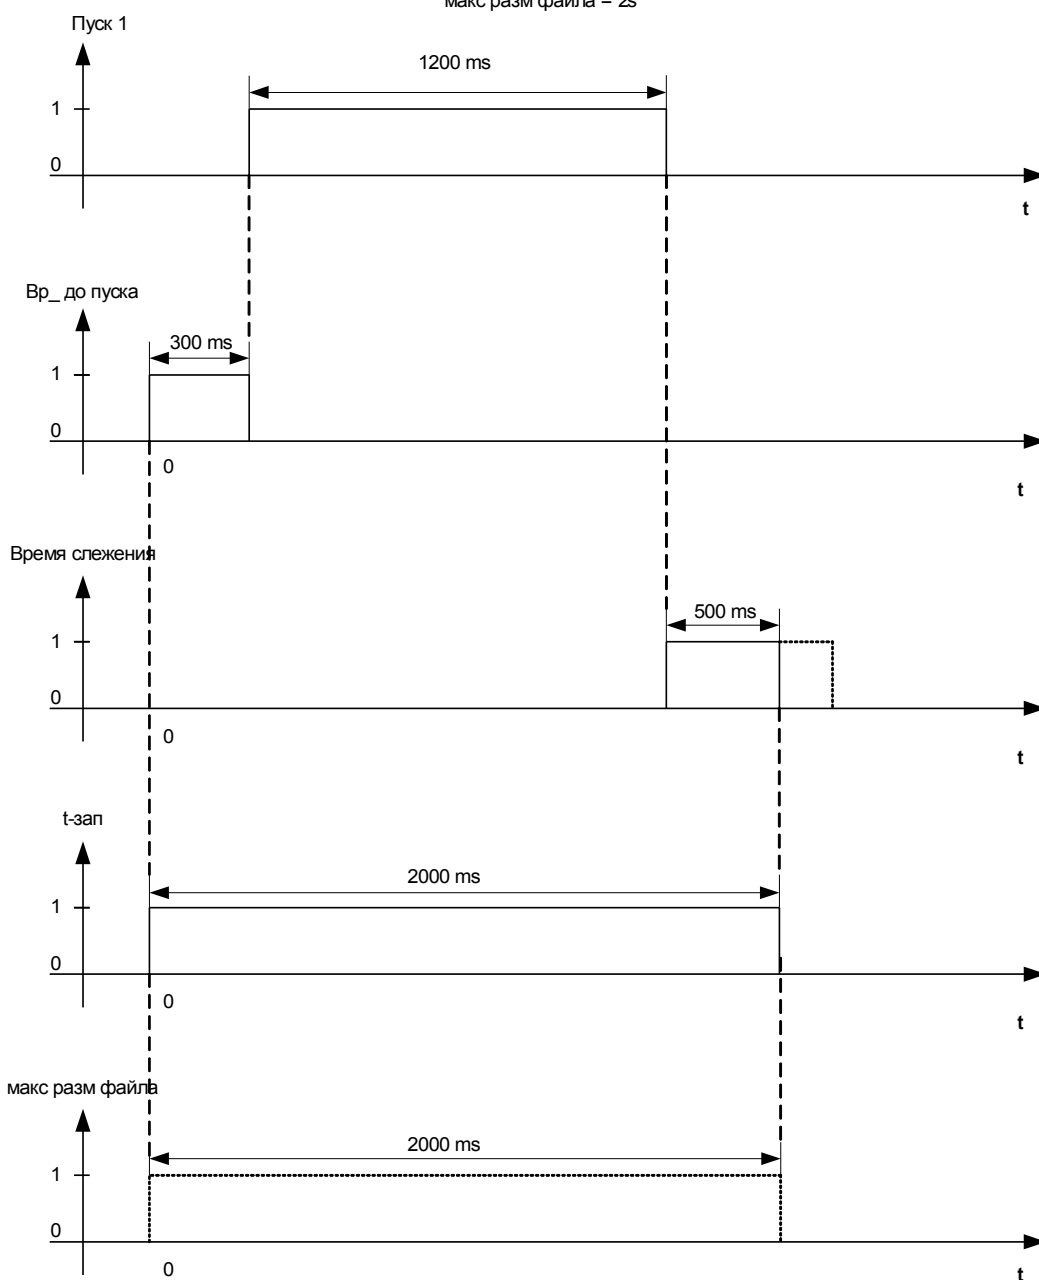 макс разм файла = 2s
Пуск 1
1200 ms
1
0
t
Вр_ до пуска
300 ms
1
0
0
t
Время слежения
500 ms
1
0
0
t
t-зап
2000 ms
1
0
0
t
макс разм файла
2000 ms
1
0
0
t